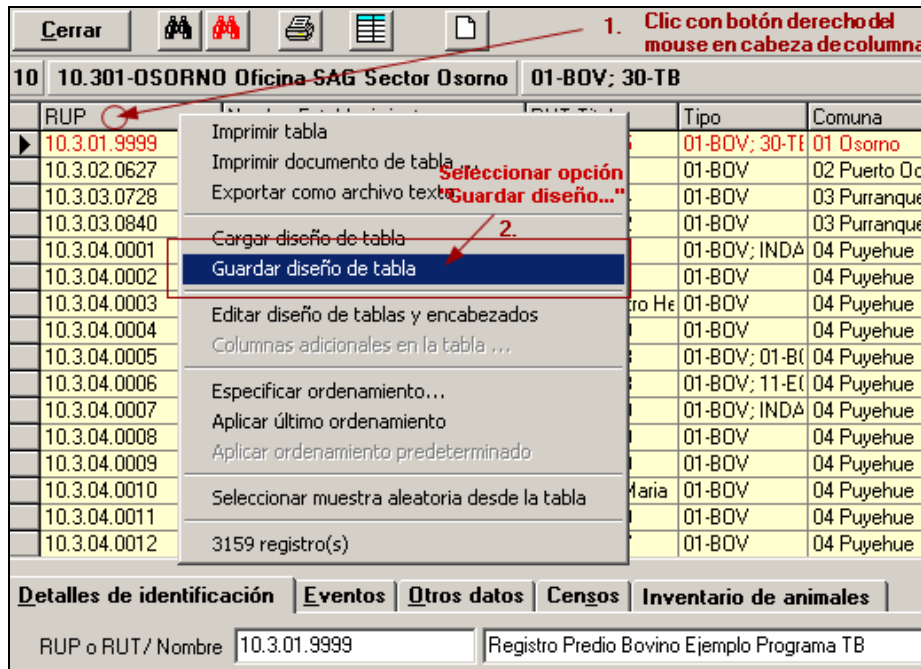 Cerrar
1. Clic con botón derecho del
mouse en cabeza de columna
10 10.301-OSORNO Oficina SAG Sector Osorno 01-BOV; 30-TB
RUP Tipo Comuna
10.3.01.9999 01-BOV; 30-TE 01 Osorno
10.3.02.0627 01-BOV 02 Puerto Oc
10.3.03.0728 01-BOV 03 Purranque
10.3.03.0840 01-BOV 03 Purranque
10.3.04.0001 01-BOV; INDA 04 Puyehue
10.3.04.0002 01-BOV 04 Puyehue
10.3.04.0003 tro He 01-BOV 04 Puyehue
10.3.04.0004 01-BOV 04 Puyehue
10.3.04.0005 01-BOV; 01-B( 04 Puyehue
10.3.04.0006 01-BOV; 11-E( 04 Puyehue
10.3.04.0007 01-BOV; INDA 04 Puyehue
10.3.04.0008 01-BOV 04 Puyehue
10.3.04.0009 01-BOV 04 Puyehue
10.3.04.0010 Maria 01-BOV 04 Puyehue
10.3.04.0011 01-BOV 04 Puyehue
10.3.04.0012 01-BOV 04 Puyehue
Imprimir tabla
Imprimir documento de tabla ...
Exportar como archivo texto
Seleccionar opción
"Guardar diseño..."
2.
Cargar diseño de tabla
Guardar diseño de tabla
Editar diseño de tablas y encabezados
Columnas adicionales en la tabla ...
Especificar ordenamiento...
Aplicar último ordenamiento
Aplicar ordenamiento predeterminado
Seleccionar muestra aleatoria desde la tabla
3159 registro(s)
Detalles de identificación Eventos Otros datos Censos Inventario de animales
RUP o RUT/ Nombre 10.3.01.9999 Registro Predio Bovino Ejemplo Programa TB